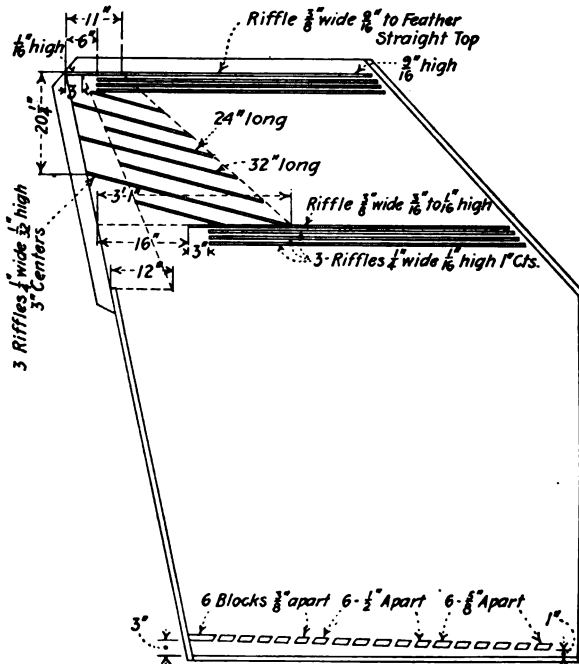 11"
Riffle 3/8" wide 9/16" to Feather
Straight Top
1/16" high
6"
9/16" high
3"
20 1/4"
24" long
32" long
3'-1"
Riffle 3/8" wide 3/16" to 1/16" high
16"
3"
3-Riffles 1/4" wide 1/16" high 1" Cts.
12"
3 Riffles 1/4" wide 1/32" high
3" Centers
6 Blocks 3/8" apart
6-1/2" Apart
6-5/8" Apart
3"
1"